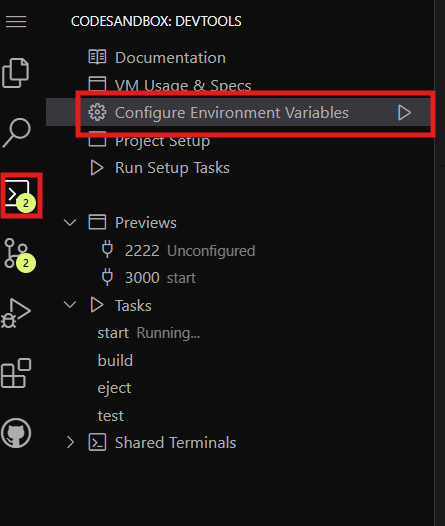 CODESANDBOX: DEVTOOLS
Documentation
VM Usage & Specs
Configure Environment Variables
Project Setup
Run Setup Tasks
2
Previews
2222 Unconfigured
2
3000 start
Tasks
start Running...
build
eject
test
Shared Terminals